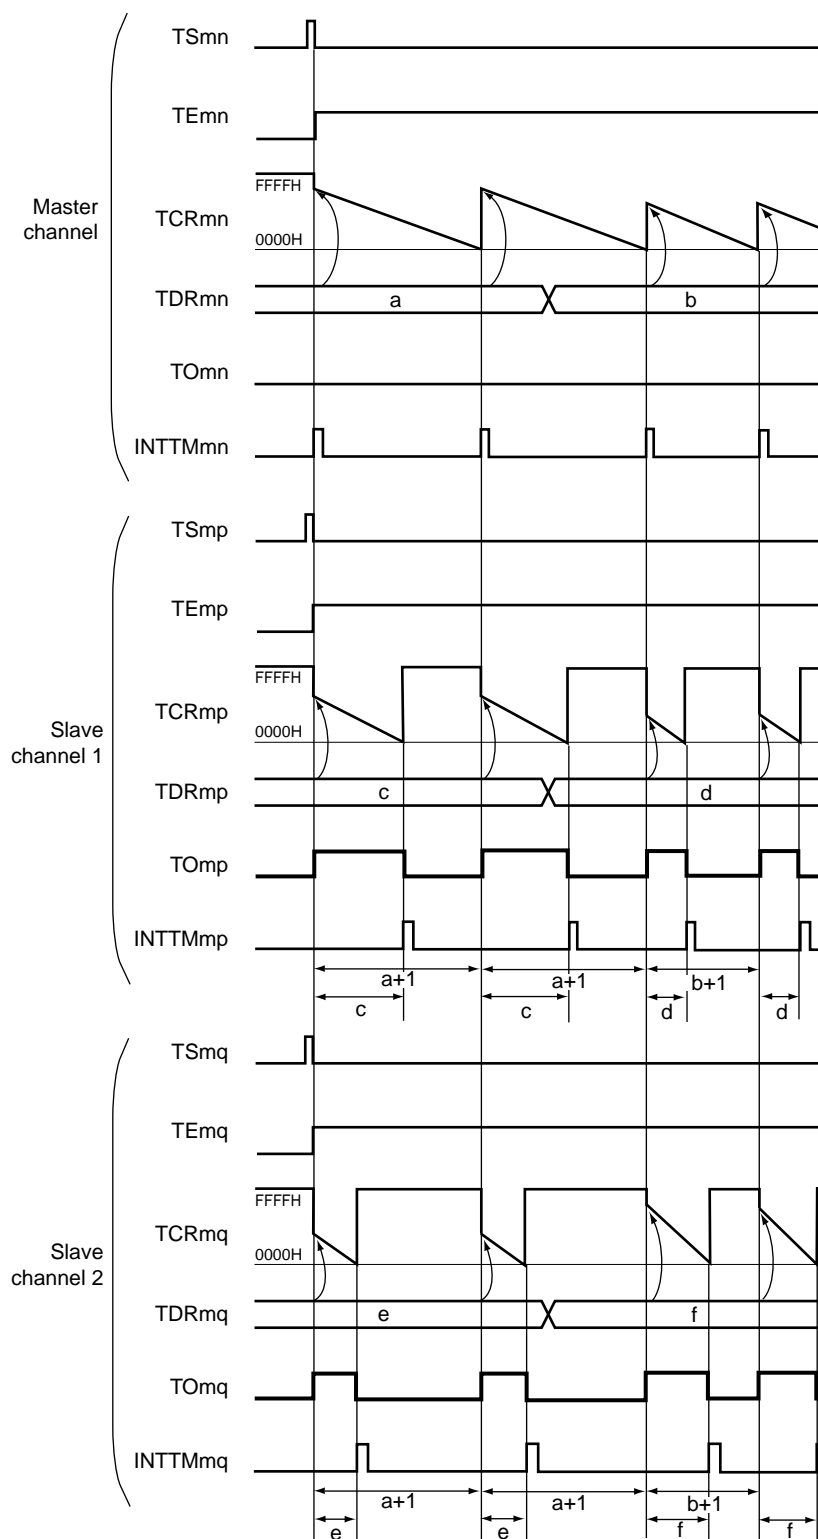 TSmn
TEmn
FFFFH
Master
channel
TCRmn
0000H
TDRmn
a
b
TOmn
INTTMmn
TSmp
TEmp
FFFFH
TCRmp
Slave
channel 1
0000H
TDRmp
c
d
TOmp
INTTMmp
a+1
a+1
b+1
c
c
d
d
TSmq
TEmq
FFFFH
TCRmq
Slave
channel 2
0000H
TDRmq
e
f
TOmq
INTTMmq
a+1
a+1
b+1
e
e
f
f